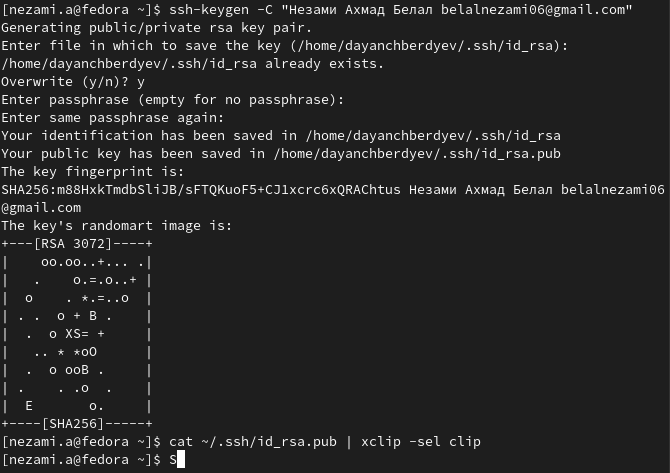 [nezami.a@fedora ~]$ ssh-keygen -C "Незами Ахмад Белал belalnezami06@gmail.com"
Generating public/private rsa key pair.
Enter file in which to save the key (/home/dayanchberdyev/.ssh/id_rsa):
/home/dayanchberdyev/.ssh/id_rsa already exists.
Overwrite (y/n)? y
Enter passphrase (empty for no passphrase):
Enter same passphrase again:
Your identification has been saved in /home/dayanchberdyev/.ssh/id_rsa
Your public key has been saved in /home/dayanchberdyev/.ssh/id_rsa.pub
The key fingerprint is:
SHA256:m88HxkTmdbSliJB/sFTQKuoF5+CJ1xcrc6xQRAChtus Незами Ахмад Белал belalnezami06
@gmail.com
The key's randomart image is:
+---[RSA 3072]----+
|    oo.oo..+... .|
|   .    o.=.o..+ |
|  o    . *.=..o  |
| . .  o + B .    |
|  .  o XS= +     |
|   .. * *oO      |
|  .  o ooB .     |
| .    . .o  .    |
|  E       o.     |
+----[SHA256]-----+
[nezami.a@fedora ~]$ cat ~/.ssh/id_rsa.pub | xclip -sel clip
[nezami.a@fedora ~]$ S